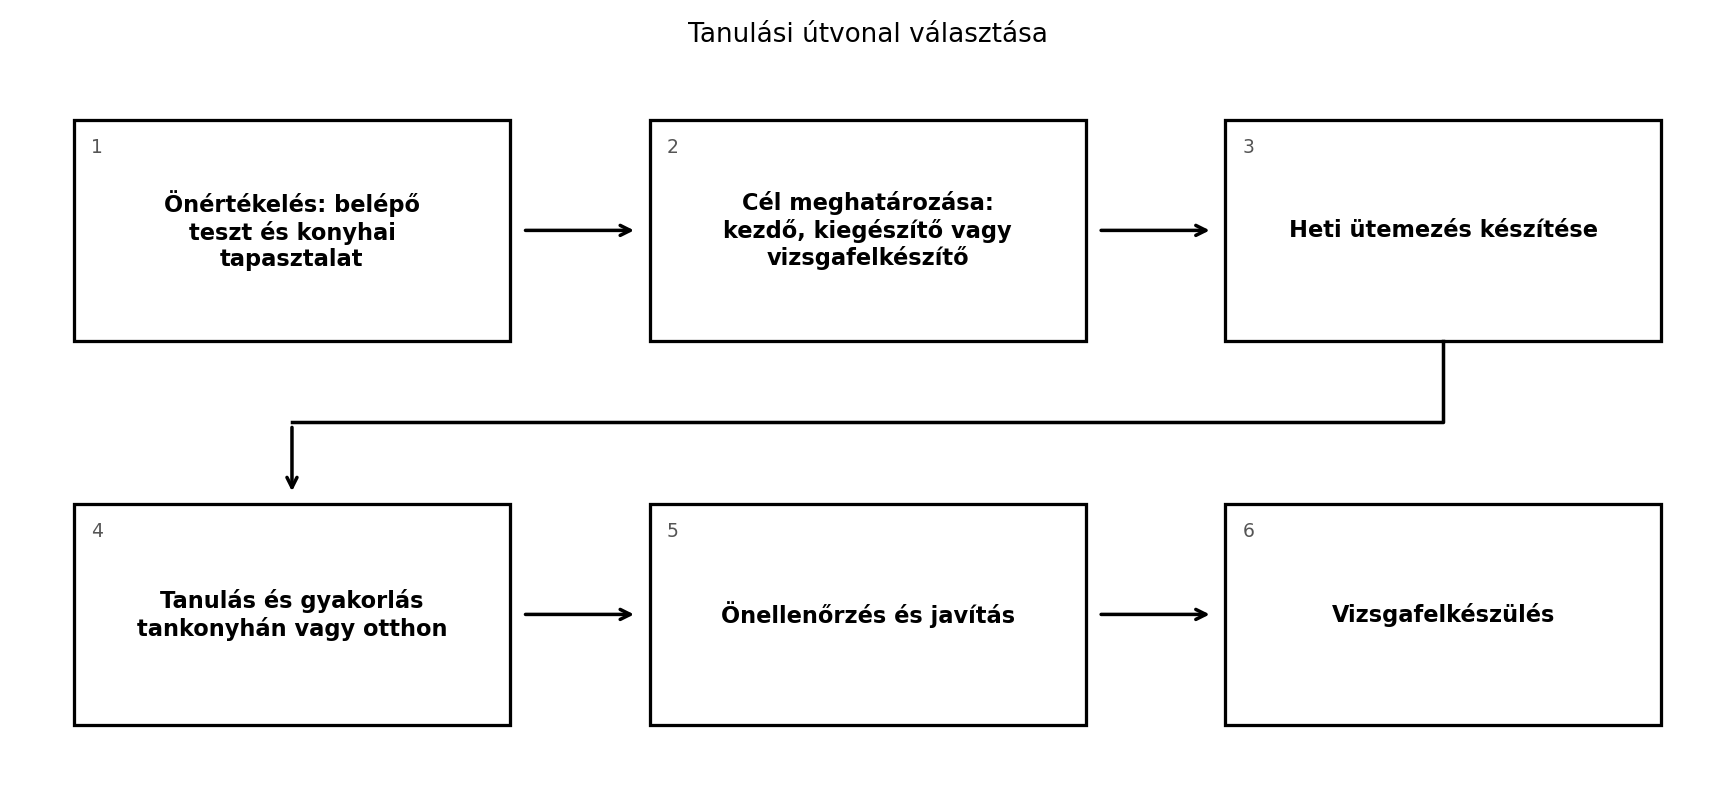 Tanulási útvonal választása
1
Önértékelés: belépő
teszt és konyhai
tapasztalat
2
Cél meghatározása:
kezdő, kiegészítő vagy
vizsgafelkészítő
3
Heti ütemezés készítése
4
Tanulás és gyakorlás
tankonyhán vagy otthon
5
Önellenőrzés és javítás
6
Vizsgafelkészülés